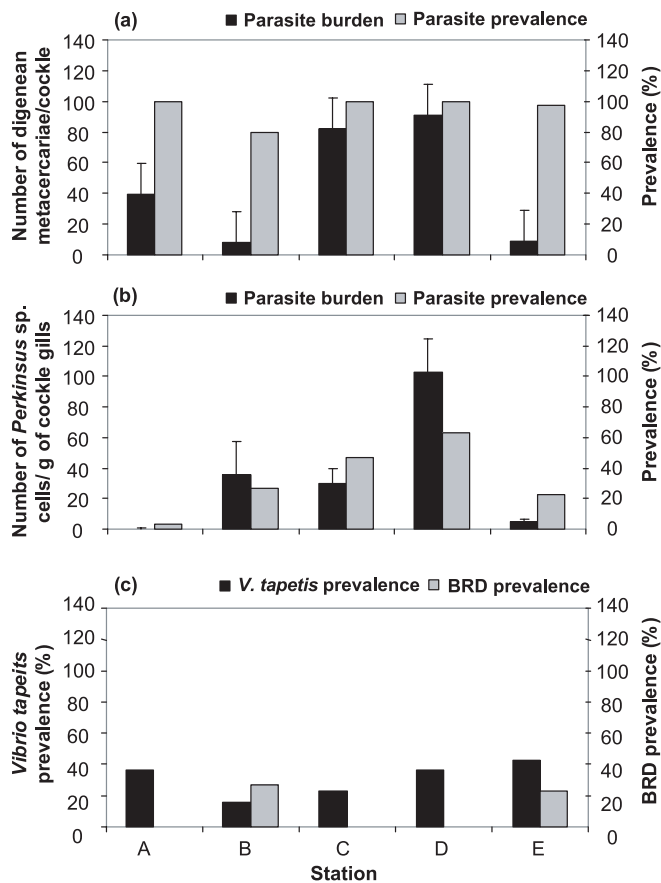 (a)
Parasite burden Parasite prevalence
Number of digenean
metacercariae/cockle
140
120
100
80
60
40
20
0
140
120
100
80
60
40
20
0
Prevalence (%)
(b)
Parasite burden Parasite prevalence
Number of Perkinsus sp.
cells/ g of cockle gills
140
120
100
80
60
40
20
0
140
120
100
80
60
40
20
0
Prevalence (%)
(c)
V. tapetis prevalence BRD prevalence
Vibrio tapeits
prevalence (%)
140
120
100
80
60
40
20
0
140
120
100
80
60
40
20
0
BRD prevalence (%)
A B C D E
Station